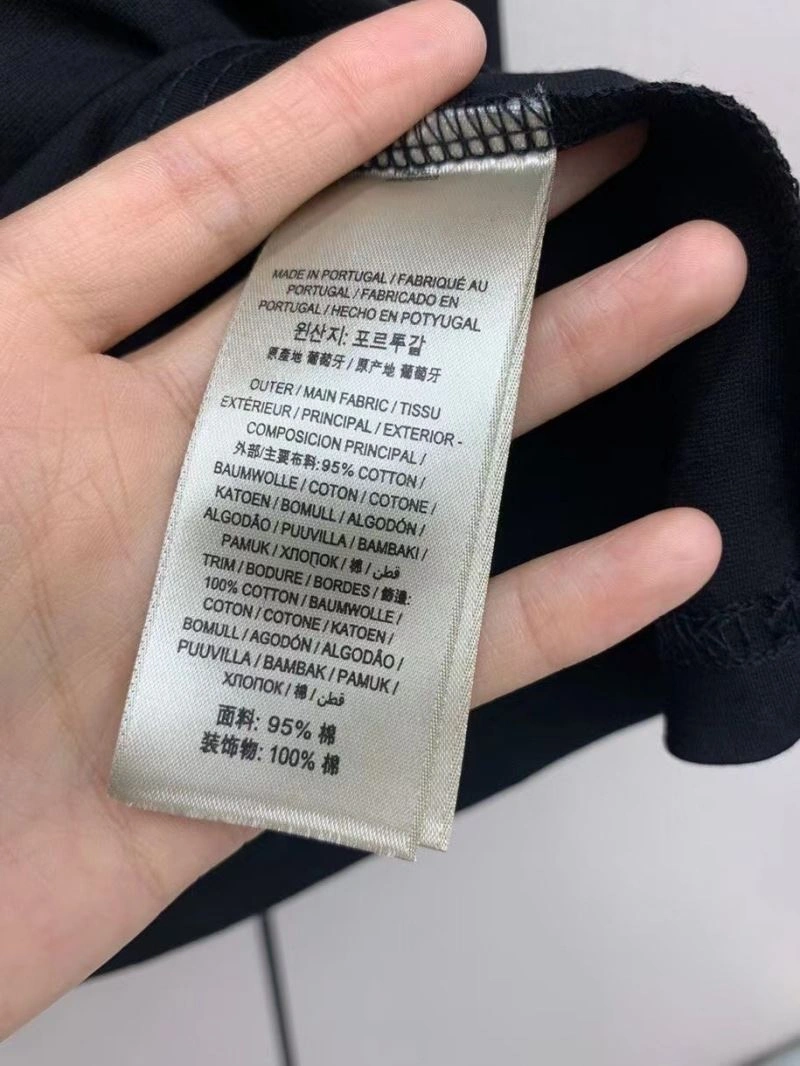 MADE IN PORTUGAL / FABRIQUÉ AU
PORTUGAL / FABRICADO EN
PORTUGAL / HECHO EN POTYUGAL
원산지: 포르투갈
原產地 葡萄牙 / 原产地 葡萄牙
OUTER / MAIN FABRIC / TISSU
EXTÉRIEUR / PRINCIPAL / EXTERIOR -
COMPOSICION PRINCIPAL /
外部/主要布料:95% COTTON /
BAUMWOLLE / COTON / COTONE /
KATOEN / BOMULL / ALGODÓN /
ALGODÃO / PUUVILLA / BAMBAKI /
PAMUK / ХЛОПОК / 棉 / قطن
TRIM / BODURE / BORDES / 飾邊:
100% COTTON / BAUMWOLLE /
COTON / COTONE / KATOEN /
BOMULL / AGODÓN / ALGODÃO /
PUUVILLA / BAMBAK / PAMUK /
ХЛОПОК / 棉 / قطن
面料: 95% 棉
装饰物: 100% 棉